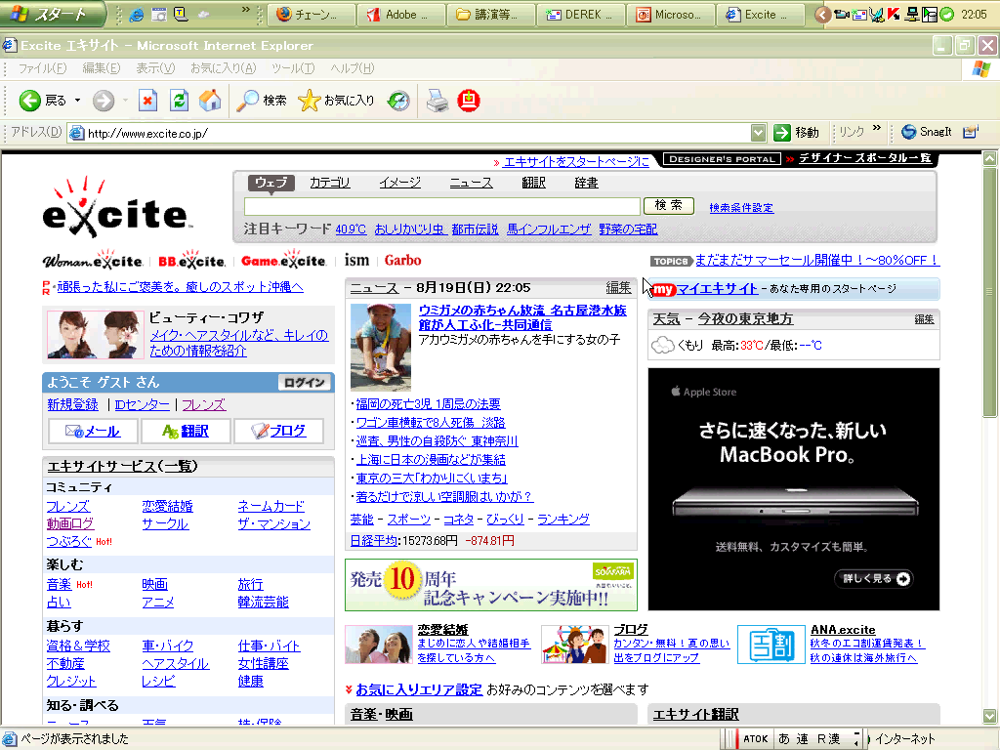 スタート
チェーン...
Adobe ...
講演等...
DEREK ...
Microso...
Excite ...
22:05
Excite エキサイト - Microsoft Internet Explorer
ファイル(F) 編集(E) 表示(V) お気に入り(A) ツール(T) ヘルプ(H)
戻る 検索 お気に入り
アドレス(D) http://www.excite.co.jp/ 移動 リンク » SnagIt
» エキサイトをスタートページに DESIGNER'S PORTAL » デザイナーズポータル一覧
excite
ウェブ カテゴリ イメージ ニュース 翻訳 辞書
検索 検索条件設定
注目キーワード 40.9℃ おしりかじり虫 都市伝説 馬インフルエンザ 野菜の宅配
Woman.excite BB.excite Game.excite ism Garbo
TOPICS まだまだサマーセール開催中！～80％OFF！
PR・頑張った私にご褒美を。癒しのスポット沖縄へ
ビューティー・コワザ
メイク・ヘアスタイルなど、キレイの
ための情報を紹介
ようこそ ゲスト さん ログイン
新規登録 | IDセンター | フレンズ
メール 翻訳 ブログ
エキサイトサービス(一覧)
コミュニティ
フレンズ 恋愛結婚 ネームカード
動画ログ サークル ザ・マンション
つぶろぐ Hot!
楽しむ
音楽 Hot! 映画 旅行
占い アニメ 韓流芸能
暮らす
資格＆学校 車・バイク 仕事・バイト
不動産 ヘアスタイル 女性講座
クレジット レシピ 健康
知る・調べる
ニュース 天気 株・保険
ニュース - 8月19日(日) 22:05 編集
ウミガメの赤ちゃん放流 名古屋港水族
館が人工ふ化-共同通信
アカウミガメの赤ちゃんを手にする女の子
・福岡の死亡3児 1周忌の法要
・ワゴン車横転で8人死傷 淡路
・巡査、男性の自殺防ぐ 東神奈川
・上海に日本の漫画などが集結
・東京の三大「わかりにくいまち」
・着るだけで涼しい空調服はいかが？
芸能 - スポーツ - コネタ - びっくり - ランキング
日経平均:15273.68円 -874.81円
発売10周年
記念キャンペーン実施中!!
my マイエキサイト - あなた専用のスタートページ
天気 - 今夜の東京地方 編集
くもり 最高:33℃/最低:--℃
Apple Store
さらに速くなった、新しい
MacBook Pro。
送料無料、カスタマイズも簡単。
詳しく見る
恋愛結婚
まじめに恋人や結婚相手
を探している方へ
ブログ
カンタン・無料！夏の思い
出をブログにアップ
百割
ANA.excite
秋冬のエコ割運賃発表！
秋の連休は海外旅行へ
お気に入りエリア設定 お好みのコンテンツを選べます
音楽・映画
エキサイト翻訳
ページが表示されました
ATOK あ 連 R漢
インターネット